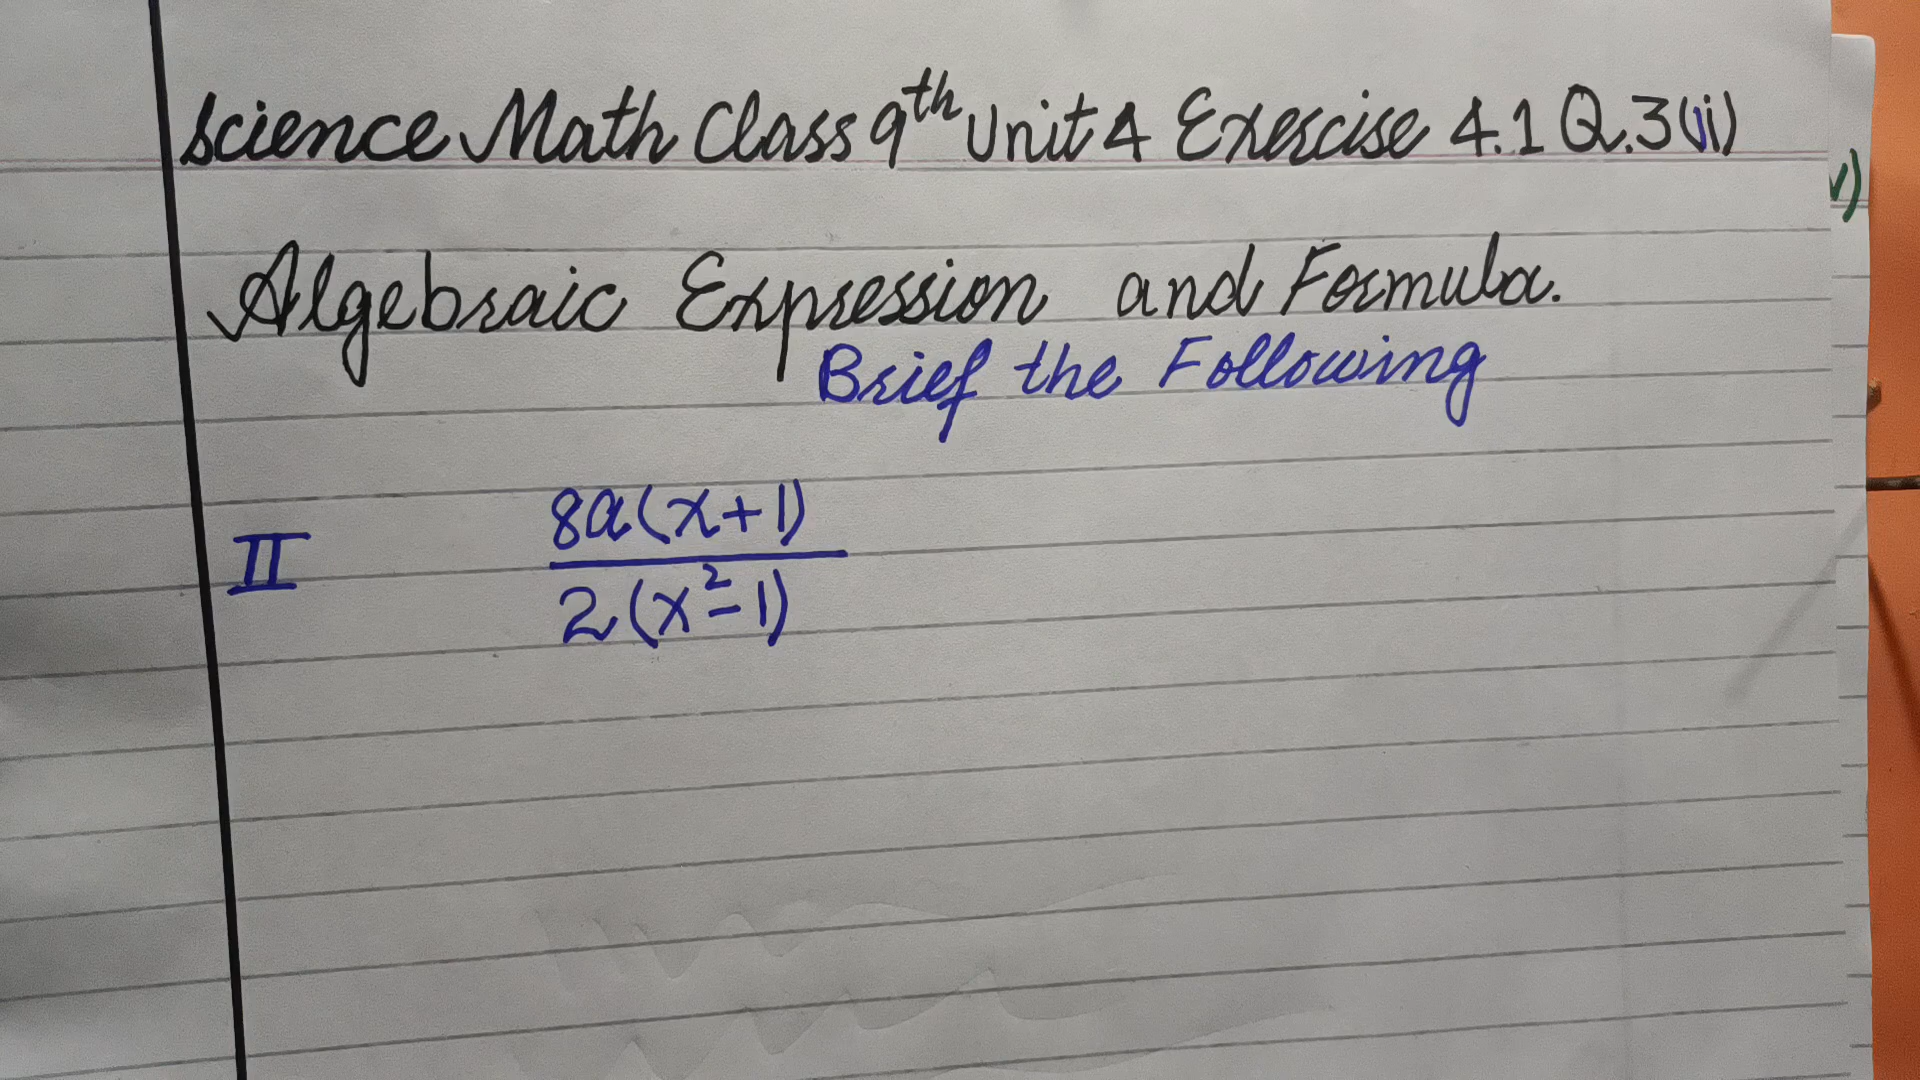 Science Math Class 9th Unit 4 Exercise 4.1 Q.3(ii)
v)
Algebraic Expression and Formula.
Brief the Following
II
8a(x+1)
2(x²-1)